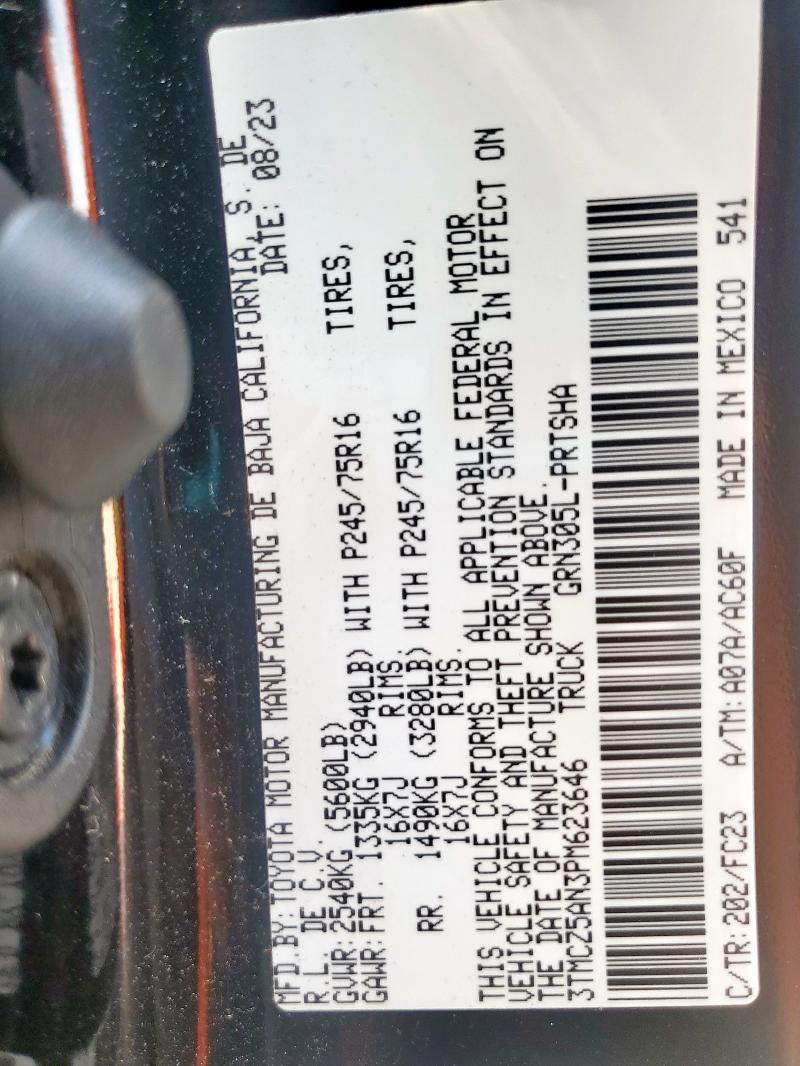 MFD.BY:TOYOTA MOTOR MANUFACTURING DE BAJA CALIFORNIA, S. DE
R.L. DE C.V. DATE: 08/23
GVWR:2540KG (5600LB)
GAWR:FRT. 1335KG (2940LB) WITH P245/75R16 TIRES,
16X7J RIMS.
RR. 1490KG (3280LB) WITH P245/75R16 TIRES,
16X7J RIMS.
THIS VEHICLE CONFORMS TO ALL APPLICABLE FEDERAL MOTOR
VEHICLE SAFETY AND THEFT PREVENTION STANDARDS IN EFFECT ON
THE DATE OF MANUFACTURE SHOWN ABOVE.
3TMCZ5AN3PM623646 TRUCK GRN305L-PRTSHA
C/TR:202/FC23 A/TM:A07A/AC60F MADE IN MEXICO 541